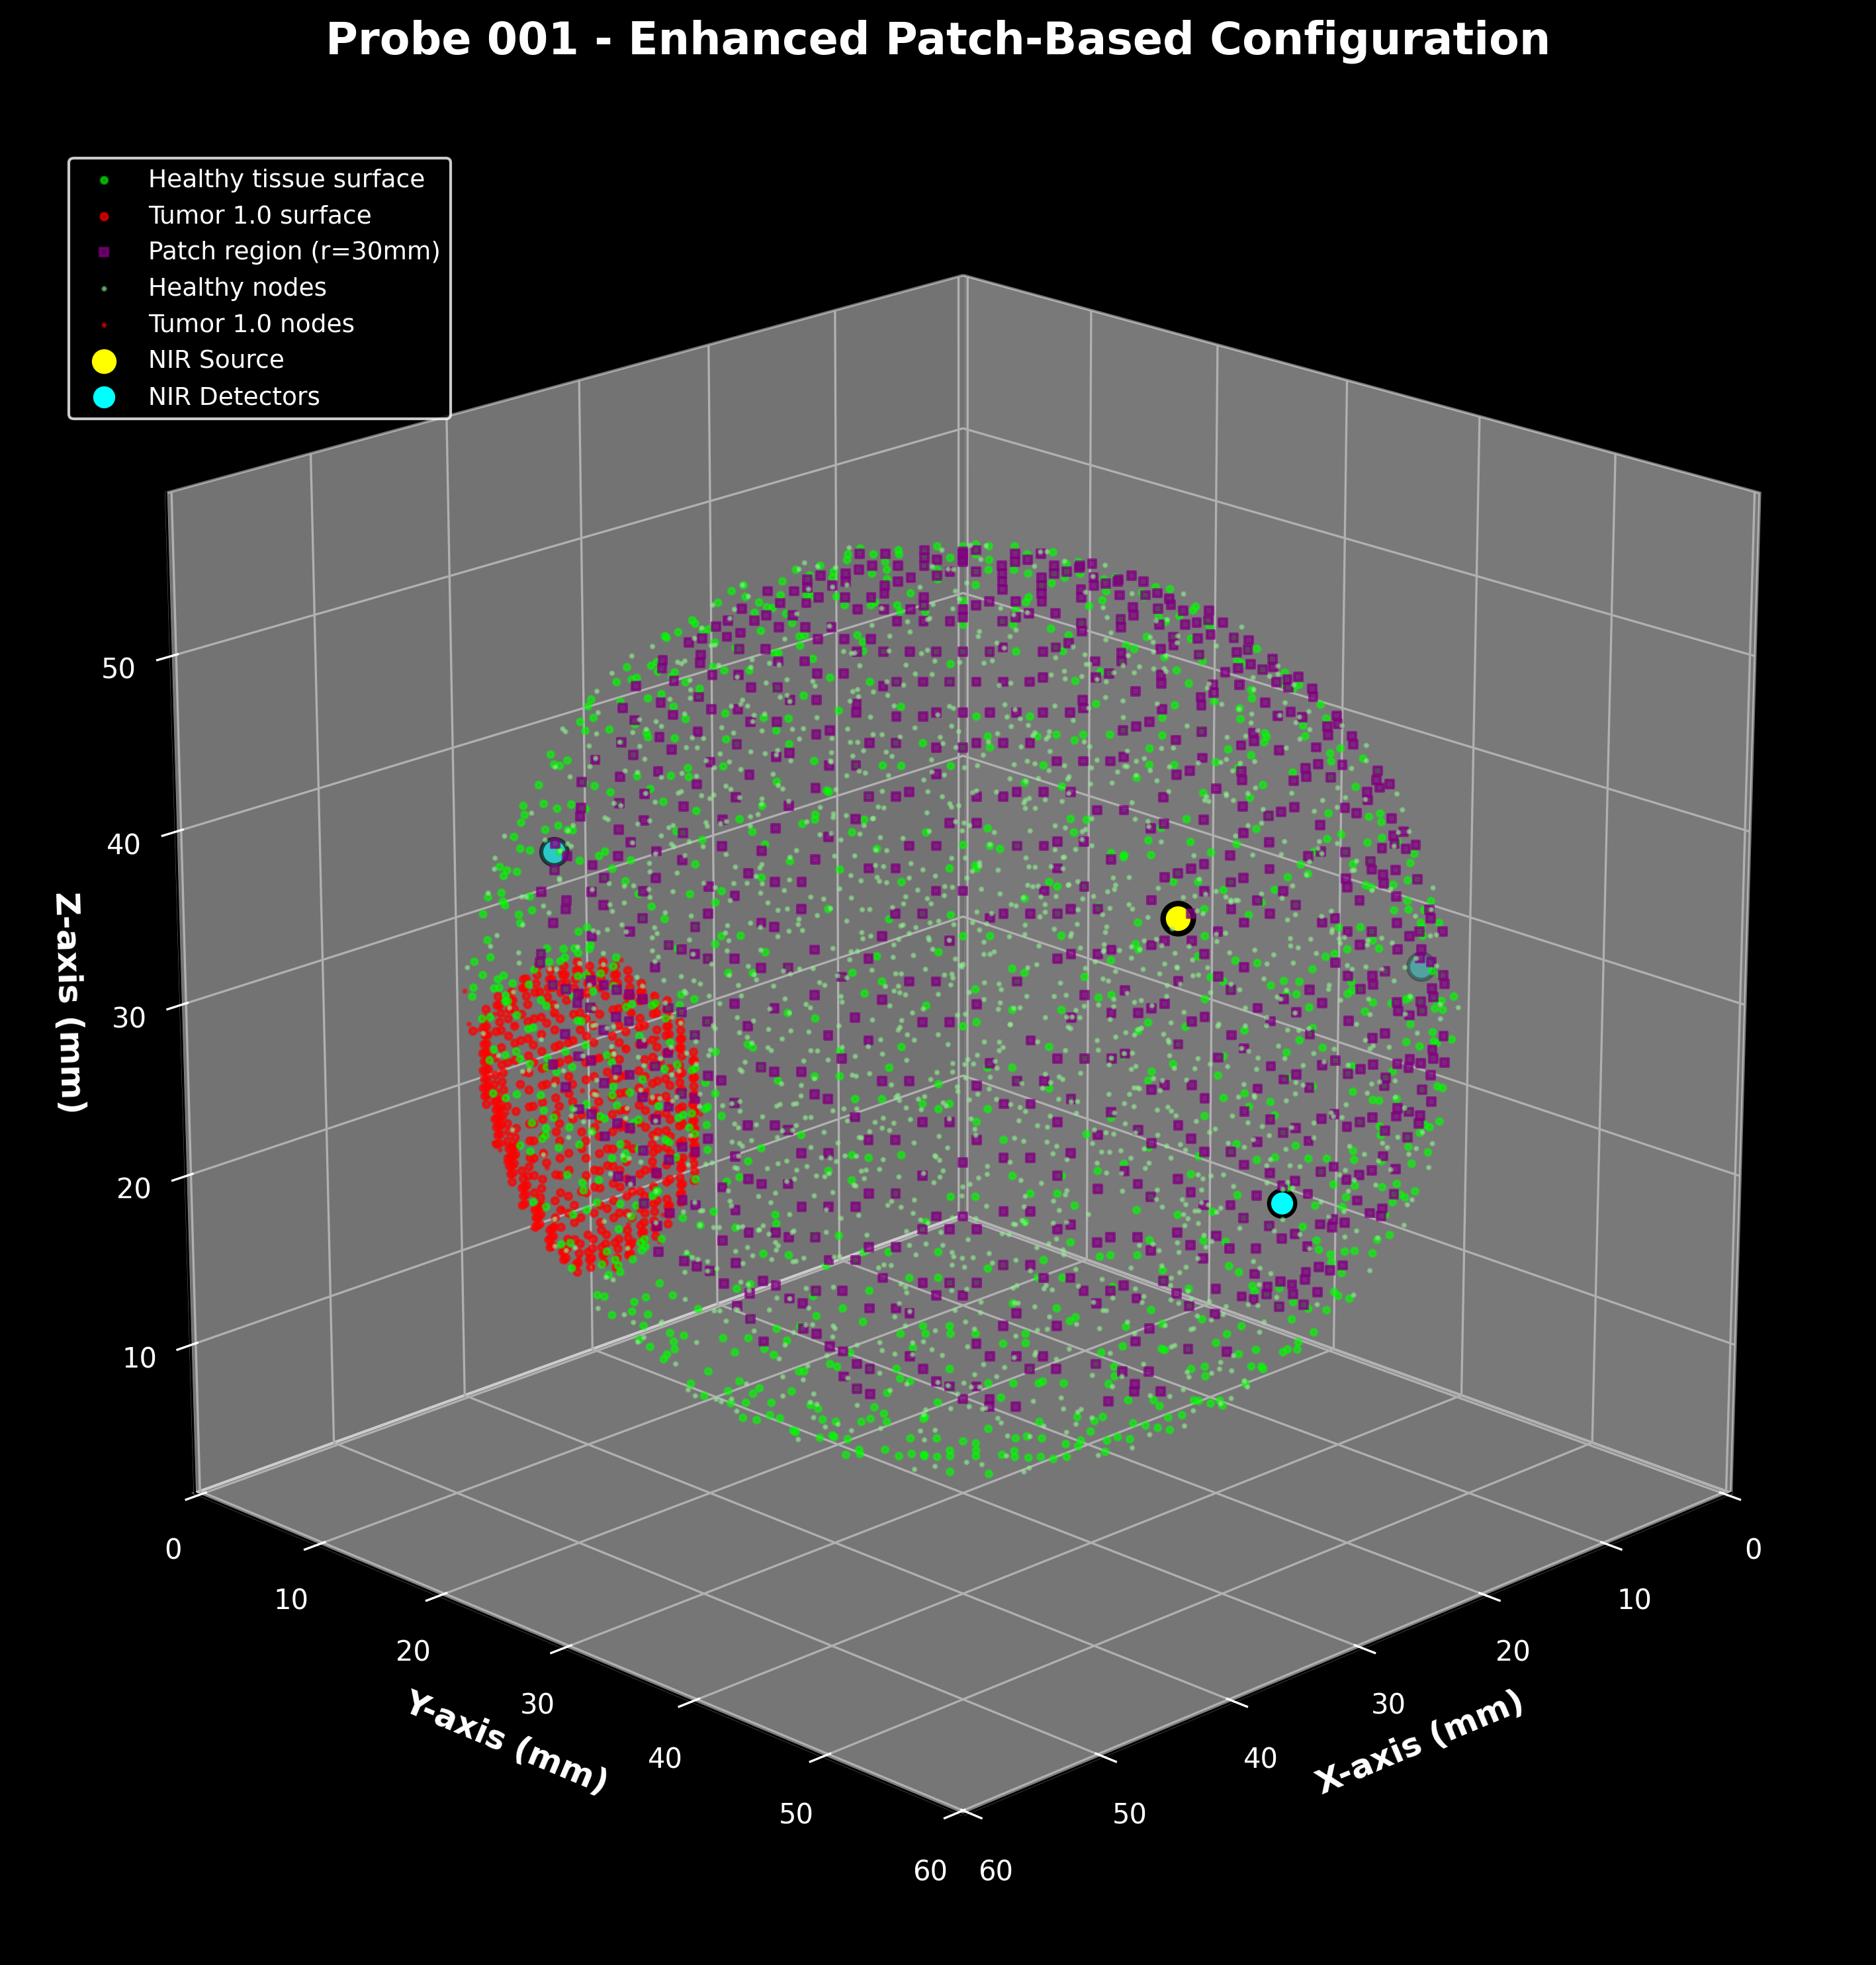 Probe 001 - Enhanced Patch-Based Configuration
Healthy tissue surface
Tumor 1.0 surface
Patch region (r=30mm)
Healthy nodes
Tumor 1.0 nodes
NIR Source
NIR Detectors
50
40
30
20
10
Z-axis (mm)
0
10
20
30
40
50
60
Y-axis (mm)
0
10
20
30
40
50
60
X-axis (mm)